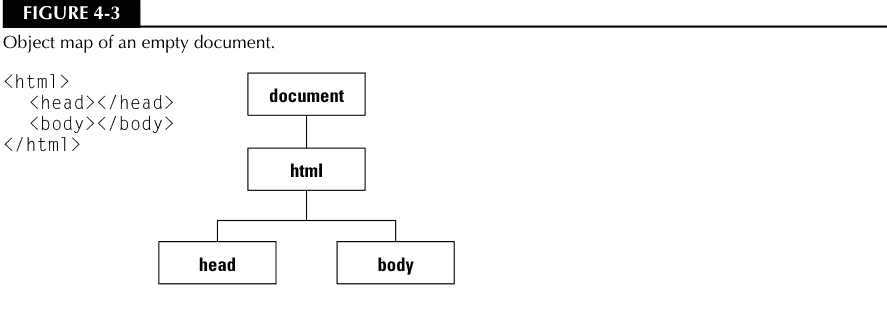 FIGURE 4-3
Object map of an empty document.
<html>
<head></head>
<body></body>
</html>
document
html
head
body